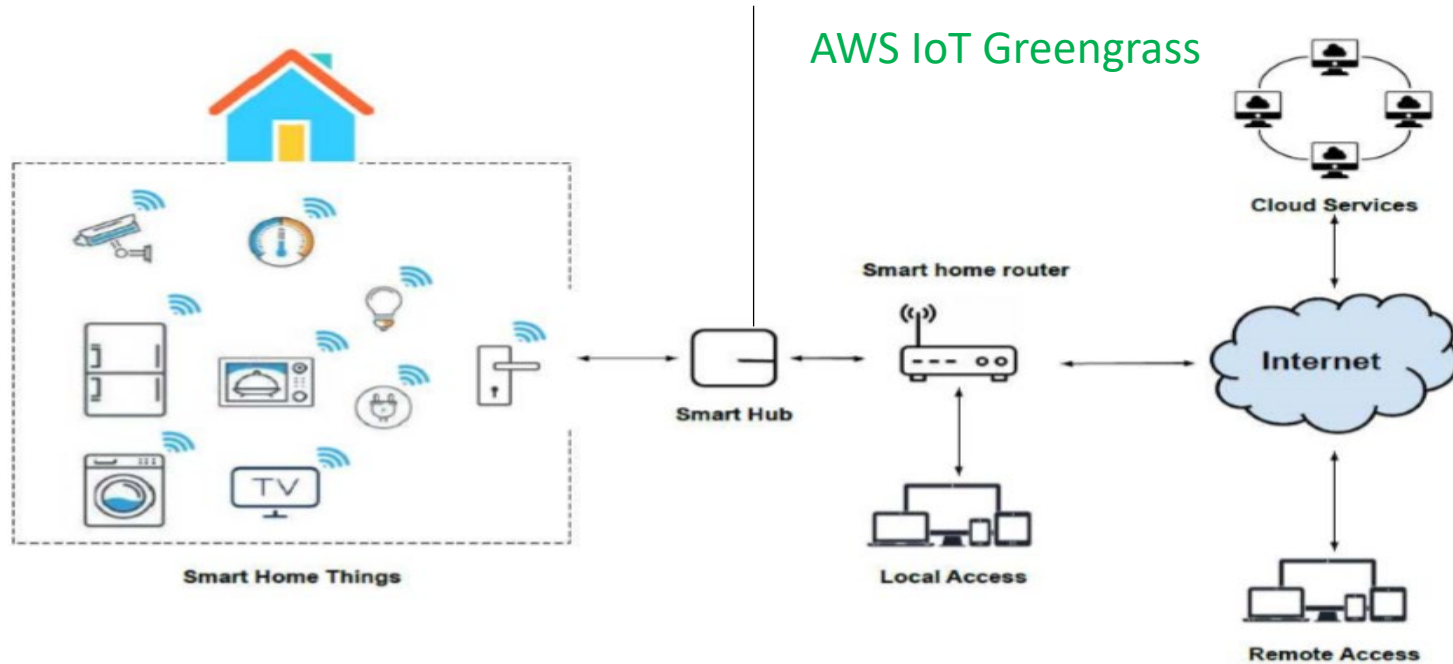 AWS IoT Greengrass
Cloud Services
Smart home router
Internet
Smart Hub
TV
Smart Home Things
Local Access
Remote Access